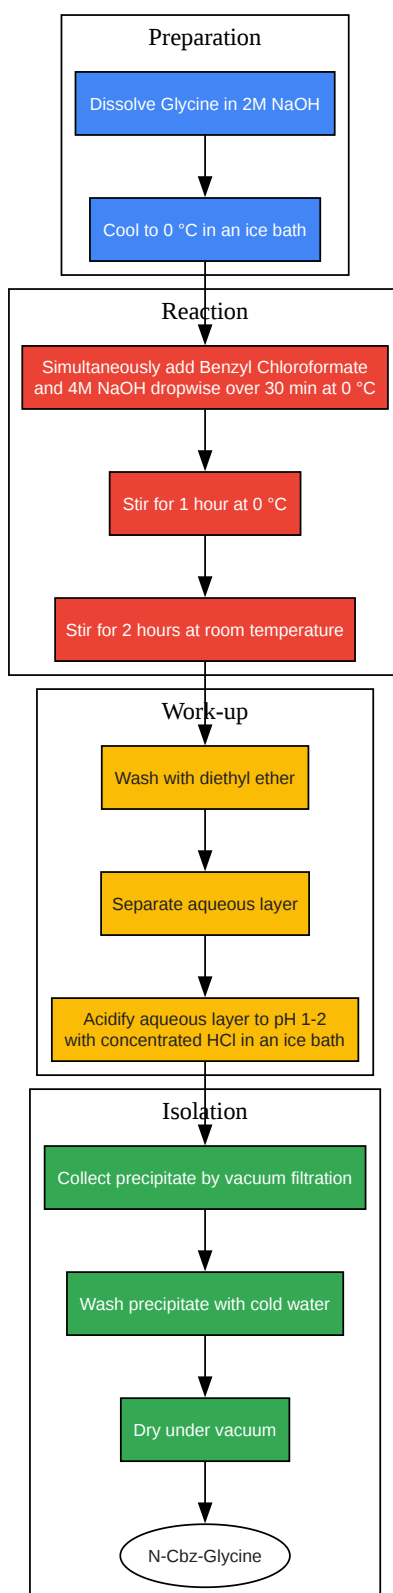 Preparation
Dissolve Glycine in 2M NaOH
Cool to 0 °C in an ice bath
Reaction
Simultaneously add Benzyl Chloroformate
and 4M NaOH dropwise over 30 min at 0 °C
Stir for 1 hour at 0 °C
Stir for 2 hours at room temperature
Work-up
Wash with diethyl ether
Separate aqueous layer
Acidify aqueous layer to pH 1-2
with concentrated HCl in an ice bath
Isolation
Collect precipitate by vacuum filtration
Wash precipitate with cold water
Dry under vacuum
N-Cbz-Glycine